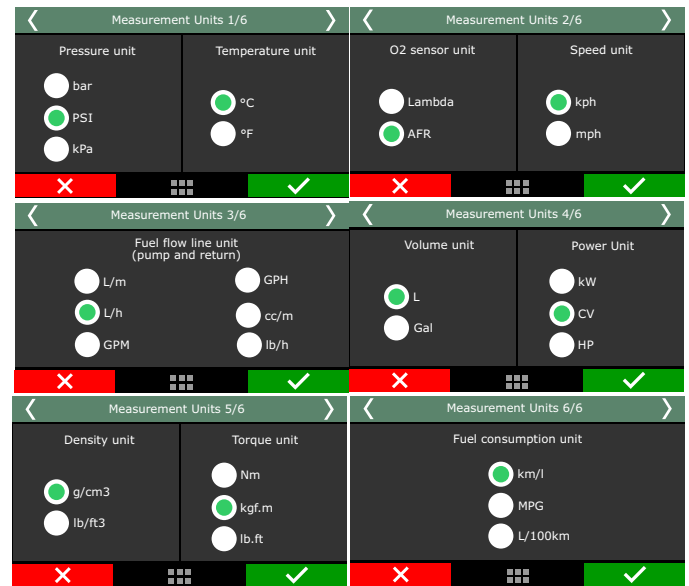 Measurement Units 1/6
Pressure unit
bar
PSI
kPa
Temperature unit
°C
°F
Measurement Units 2/6
O2 sensor unit
Lambda
AFR
Speed unit
kph
mph
Measurement Units 3/6
Fuel flow line unit
(pump and return)
L/m
L/h
GPM
GPH
cc/m
lb/h
Measurement Units 4/6
Volume unit
L
Gal
Power Unit
kW
CV
HP
Measurement Units 5/6
Density unit
g/cm3
lb/ft3
Torque unit
Nm
kgf.m
lb.ft
Measurement Units 6/6
Fuel consumption unit
km/l
MPG
L/100km